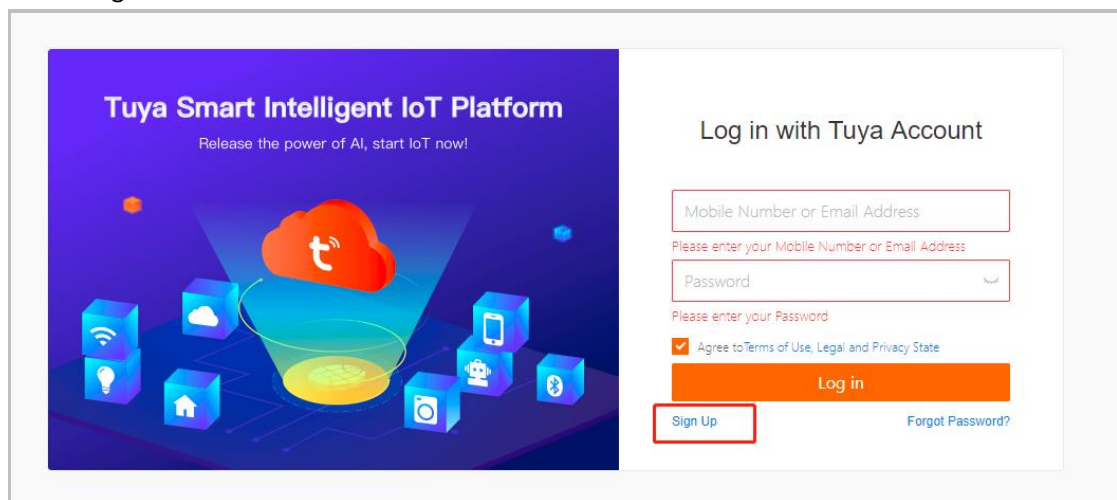 Tuya Smart Intelligent IoT Platform
Release the power of AI, start IoT now!
Log in with Tuya Account
Mobile Number or Email Address
Please enter your Mobile Number or Email Address
Password
Please enter your Password
Agree toTerms of Use, Legal and Privacy State
Log in
Sign Up
Forgot Password?